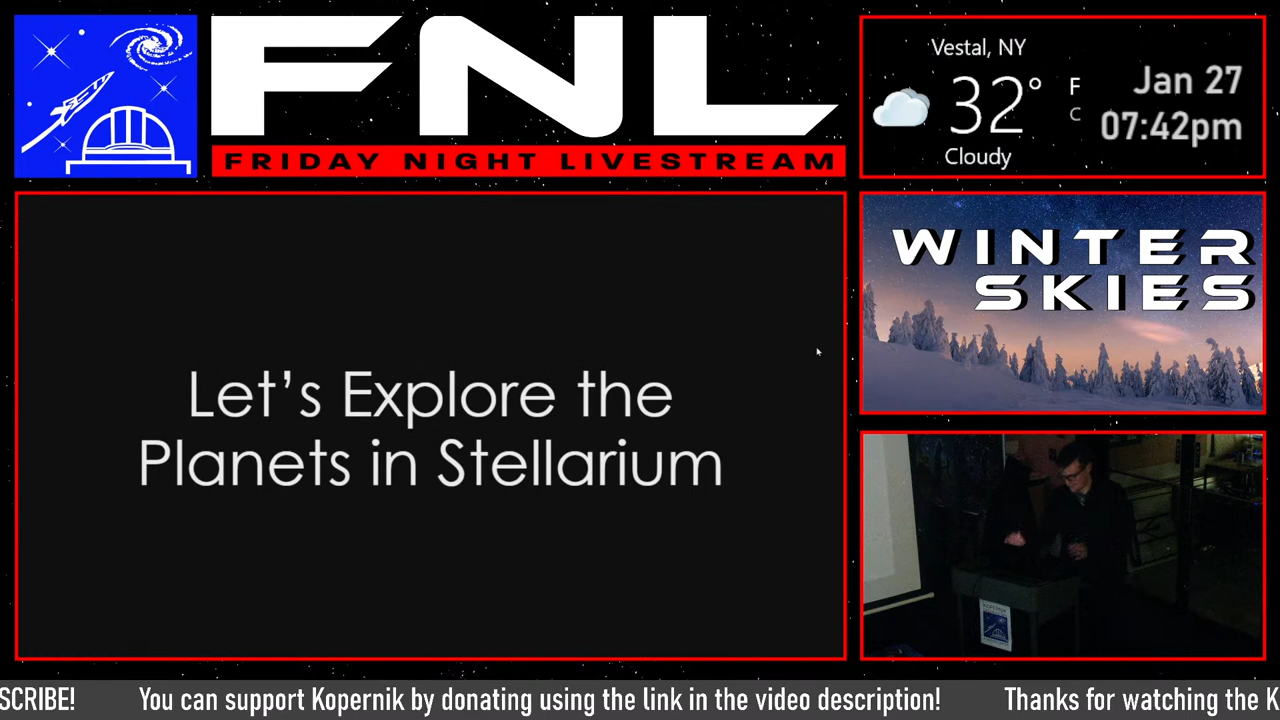 FNL
FRIDAY NIGHT LIVESTREAM
Vestal, NY
32° F
C
Cloudy
Jan 27
07:42pm
WINTER
SKIES
Let's Explore the
Planets in Stellarium
KOPERNIK
SCRIBE! You can support Kopernik by donating using the link in the video description! Thanks for watching the K